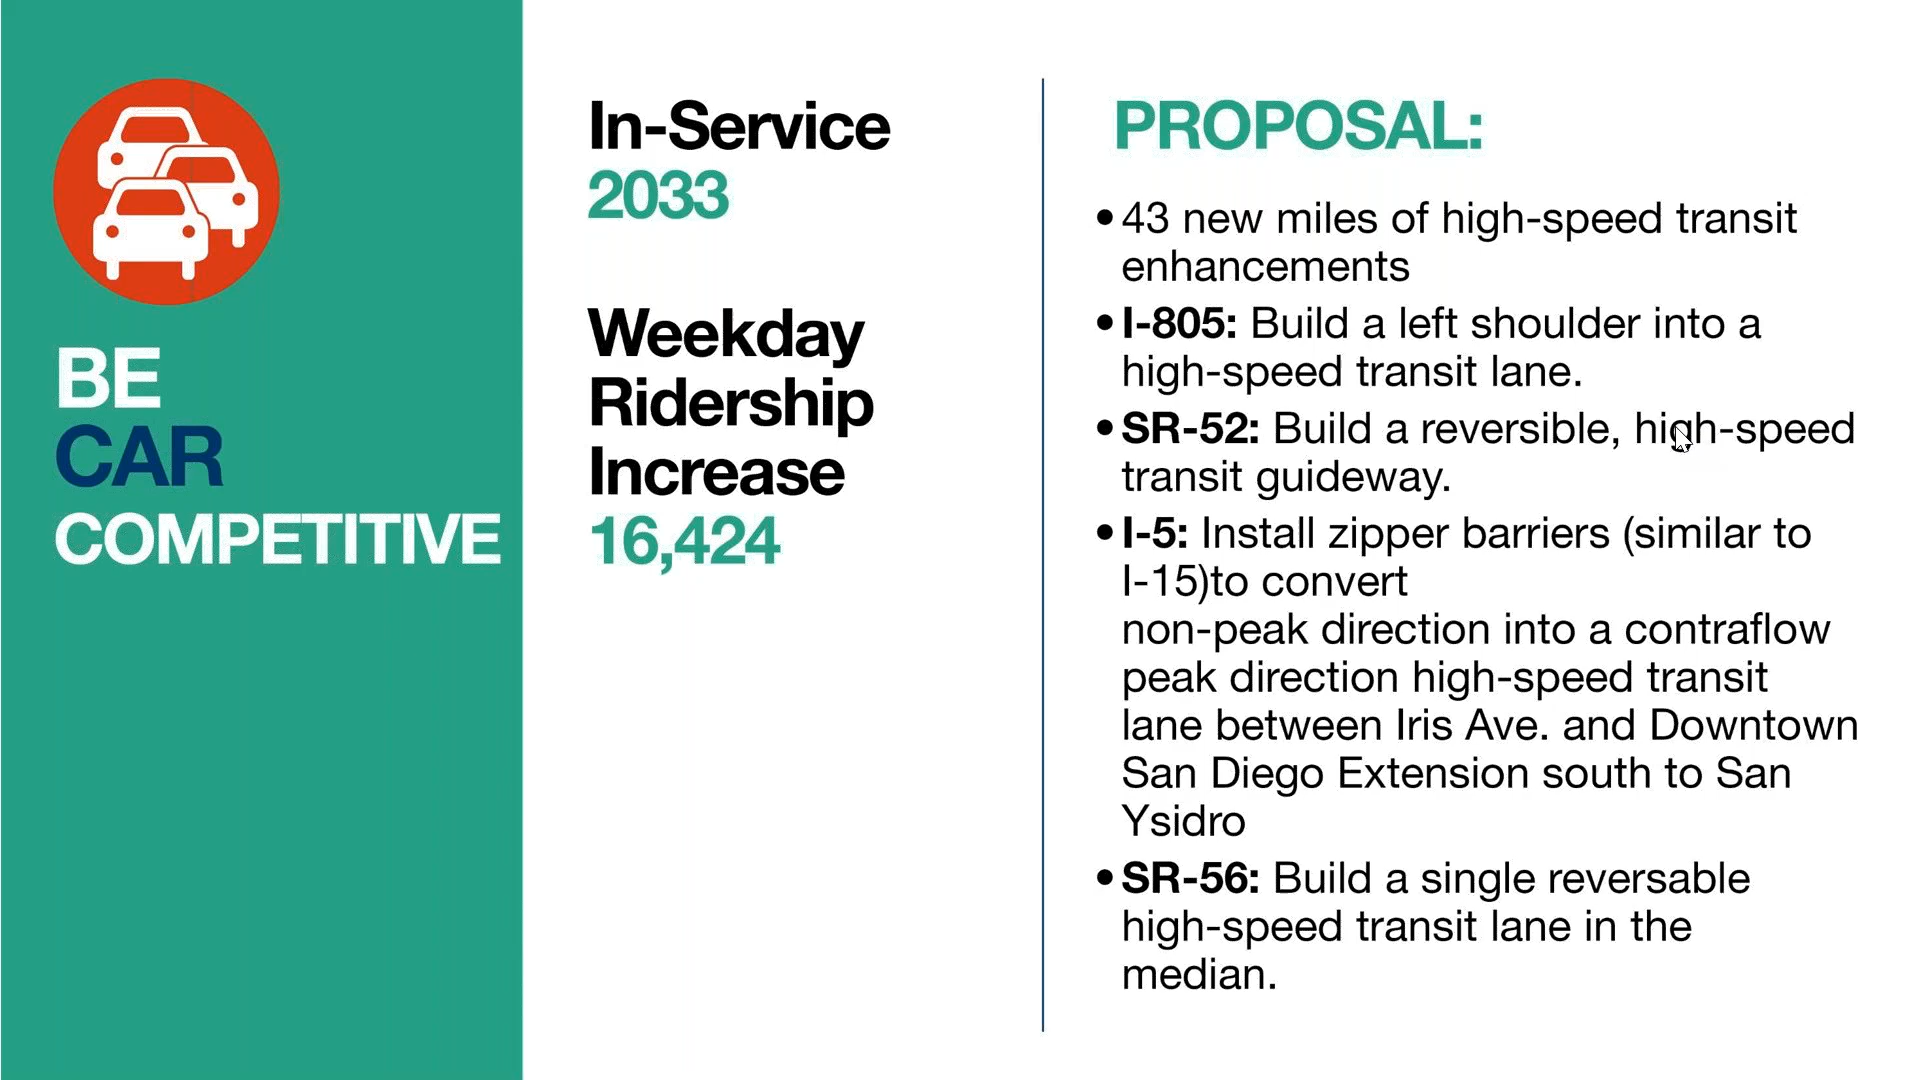 BE
CAR
COMPETITIVE
In-Service
2033
Weekday
Ridership
Increase
16,424
PROPOSAL:
•43 new miles of high-speed transit
enhancements
•I-805: Build a left shoulder into a
high-speed transit lane.
•SR-52: Build a reversible, high-speed
transit guideway.
•I-5: Install zipper barriers (similar to
I-15)to convert
non-peak direction into a contraflow
peak direction high-speed transit
lane between Iris Ave. and Downtown
San Diego Extension south to San
Ysidro
•SR-56: Build a single reversable
high-speed transit lane in the
median.